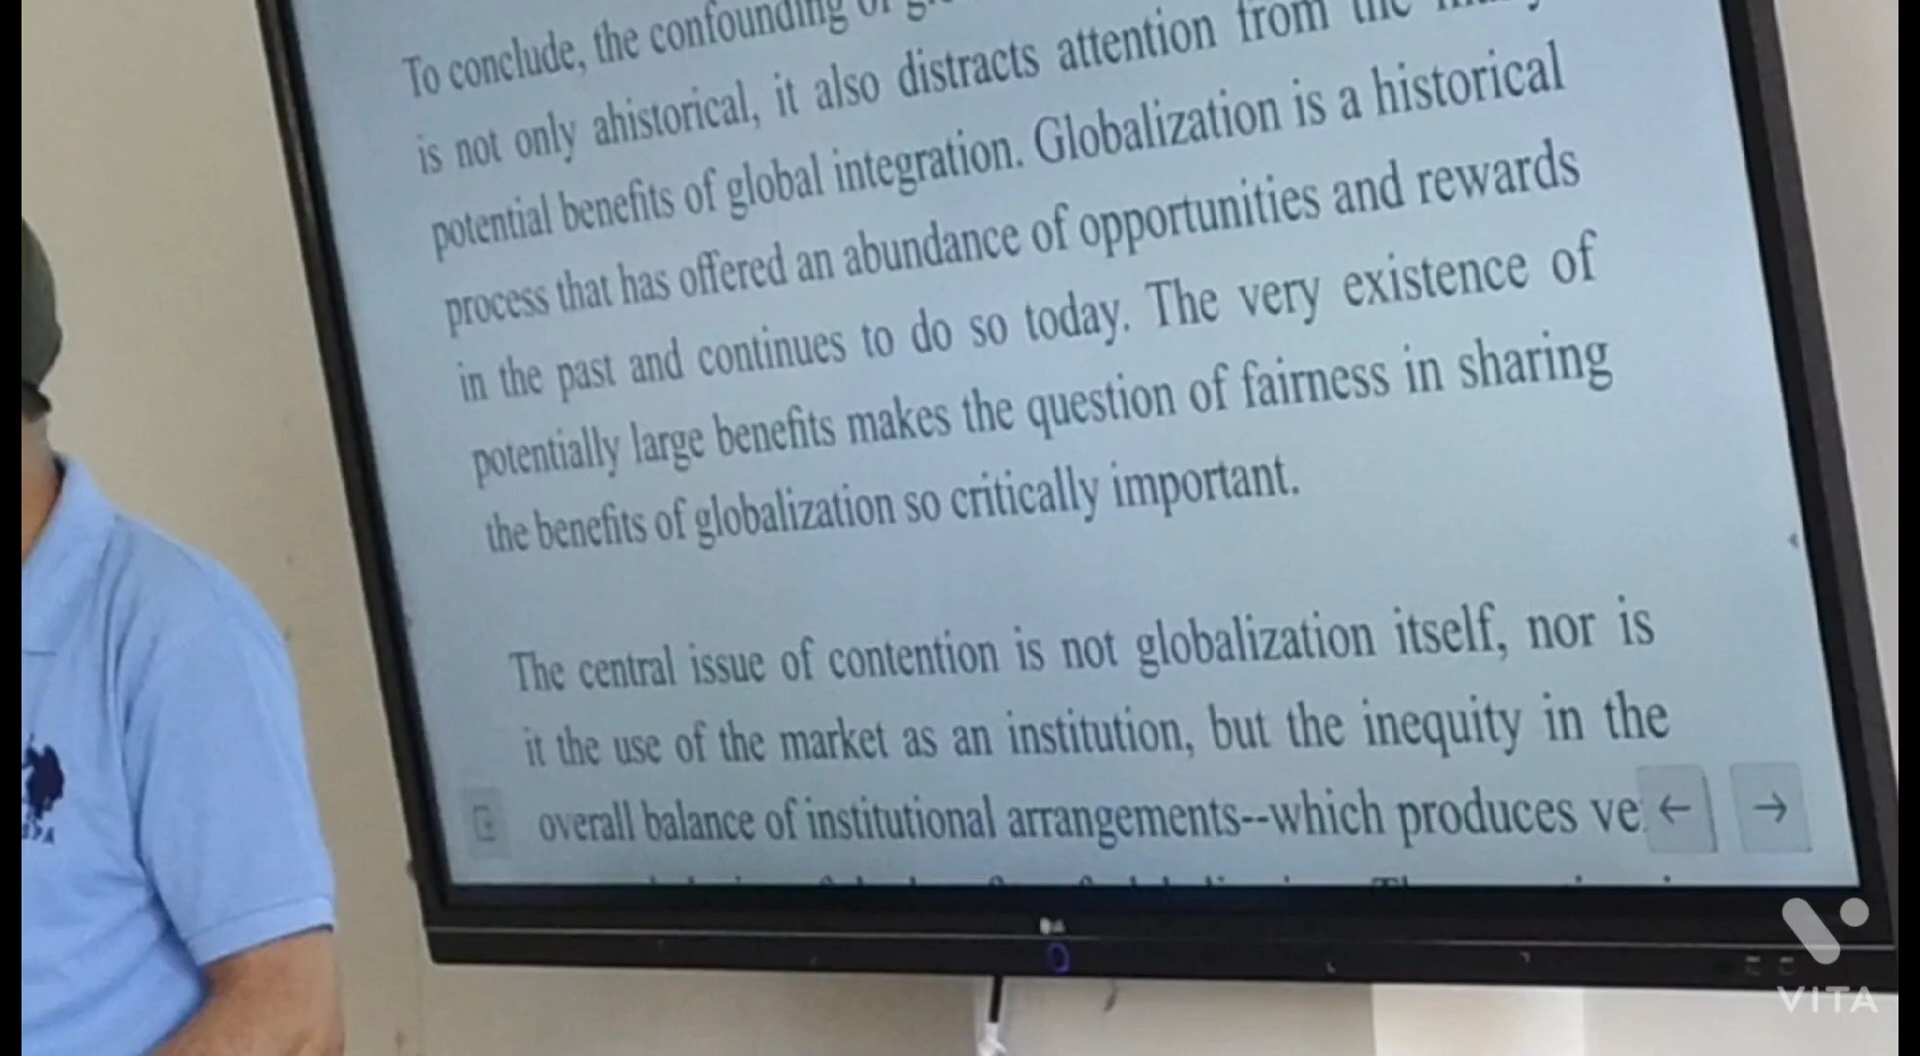 To conclude, the confounding of
is not only ahistorical, it also distracts attention from the
potential benefits of global integration. Globalization is a historical
process that has offered an abundance of opportunities and rewards
in the past and continues to do so today. The very existence of
potentially large benefits makes the question of fairness in sharing
the benefits of globalization so critically important.
The central issue of contention is not globalization itself, nor is
it the use of the market as an institution, but the inequity in the
overall balance of institutional arrangements--which produces ve
VITA